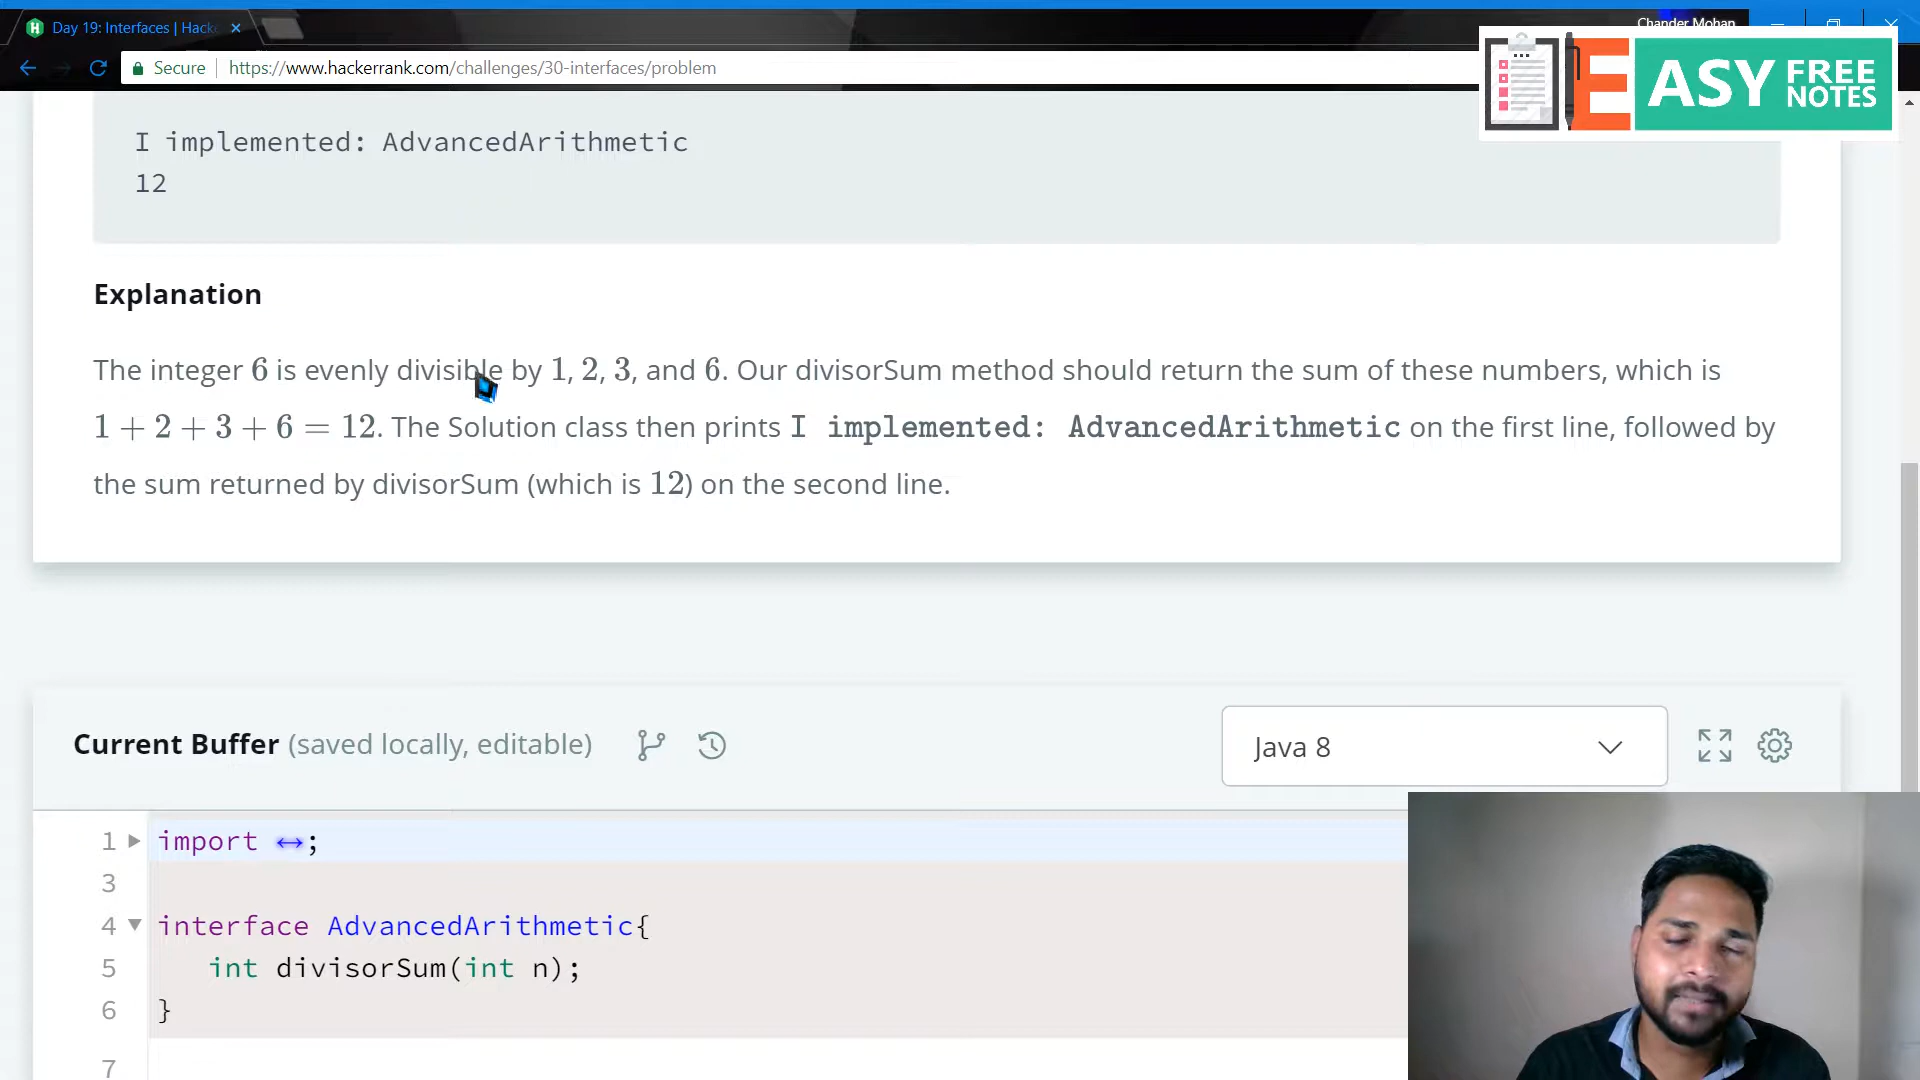 Day 19: Interfaces | Hack
Chander Mohan
Secure | https://www.hackerrank.com/challenges/30-interfaces/problem
EASY FREE NOTES
I implemented: AdvancedArithmetic
12
Explanation
The integer 6 is evenly divisible by 1, 2, 3, and 6. Our divisorSum method should return the sum of these numbers, which is
1 + 2 + 3 + 6 = 12. The Solution class then prints I implemented: AdvancedArithmetic on the first line, followed by
the sum returned by divisorSum (which is 12) on the second line.
Current Buffer (saved locally, editable)
Java 8
1 import ↔;
3
4 interface AdvancedArithmetic{
5 int divisorSum(int n);
6 }
7